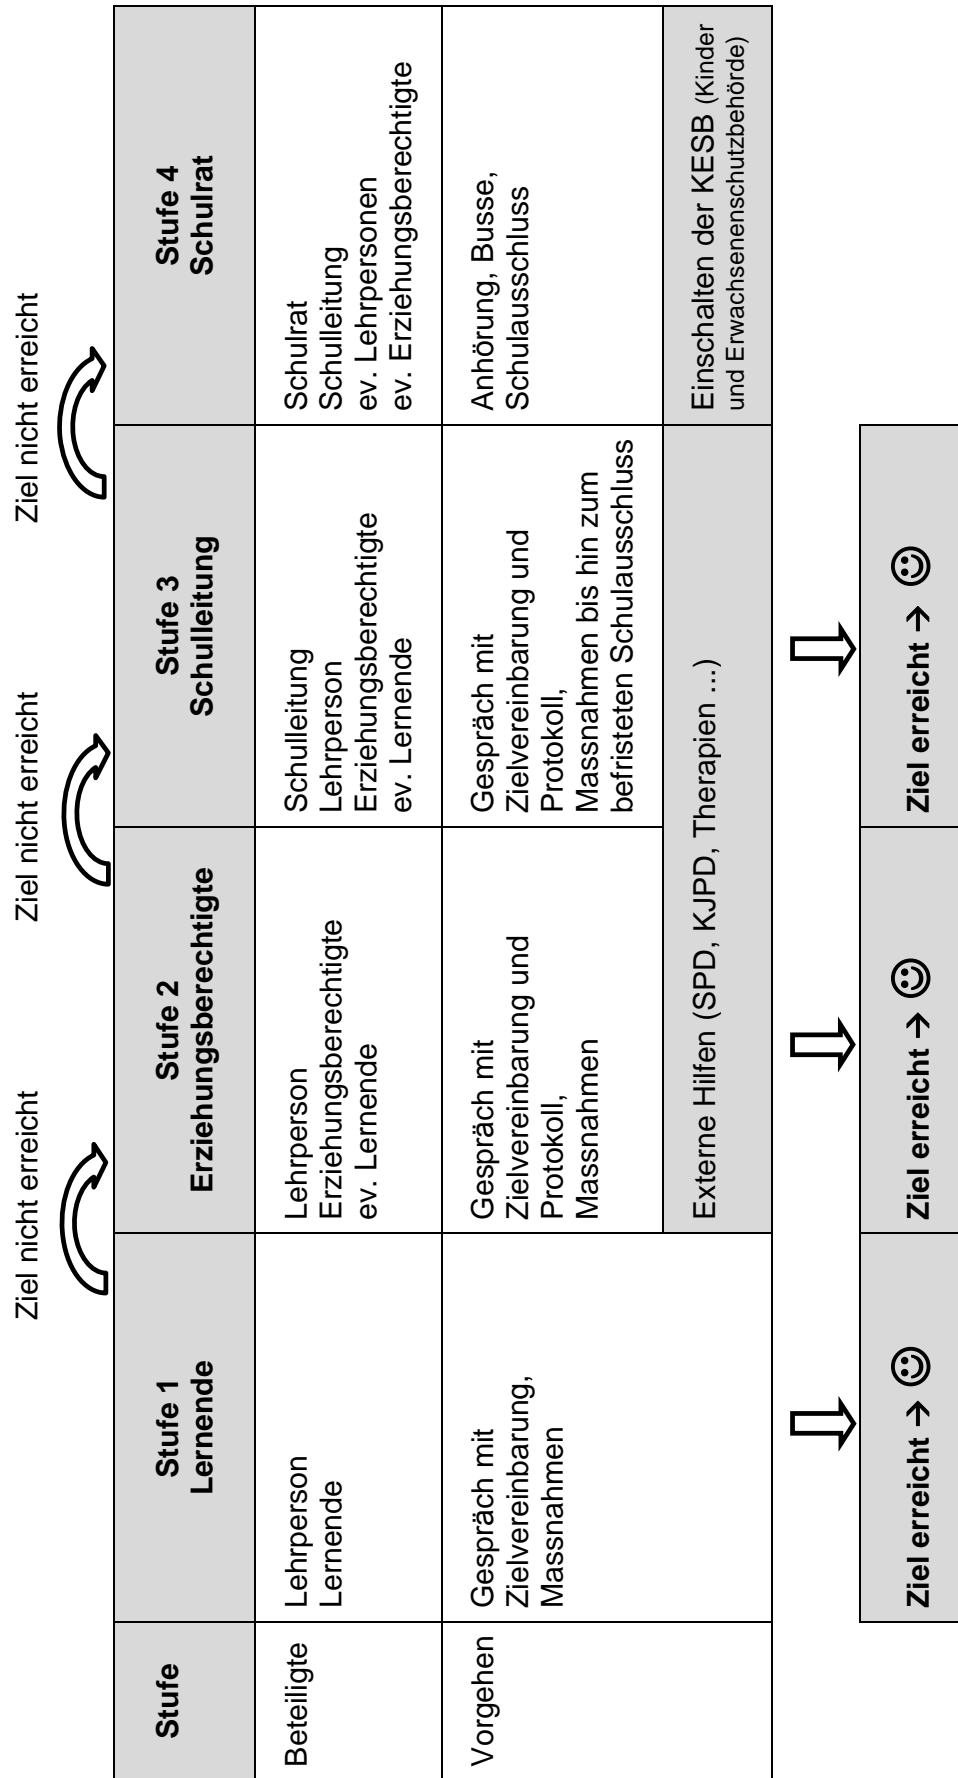 Ziel nicht erreicht
Ziel nicht erreicht
Ziel nicht erreicht
Stufe
Stufe 1
Lernende
Stufe 2
Erziehungsberechtigte
Stufe 3
Schulleitung
Stufe 4
Schulrat
Beteiligte
Lehrperson
Lernende
Lehrperson
Erziehungsberechtigte
ev. Lernende
Schulleitung
Lehrperson
Erziehungsberechtigte
ev. Lernende
Schulrat
Schulleitung
ev. Lehrpersonen
ev. Erziehungsberechtigte
Vorgehen
Gespräch mit
Zielvereinbarung,
Massnahmen
Gespräch mit
Zielvereinbarung und
Protokoll,
Massnahmen
Gespräch mit
Zielvereinbarung und
Protokoll,
Massnahmen bis hin zum
befristeten Schulausschluss
Anhörung, Busse,
Schulausschluss
Externe Hilfen (SPD, KJPD, Therapien ...)
Einschalten der KESB (Kinder
und Erwachsenenschutzbehörde)
Ziel erreicht → ☺
Ziel erreicht → ☺
Ziel erreicht → ☺